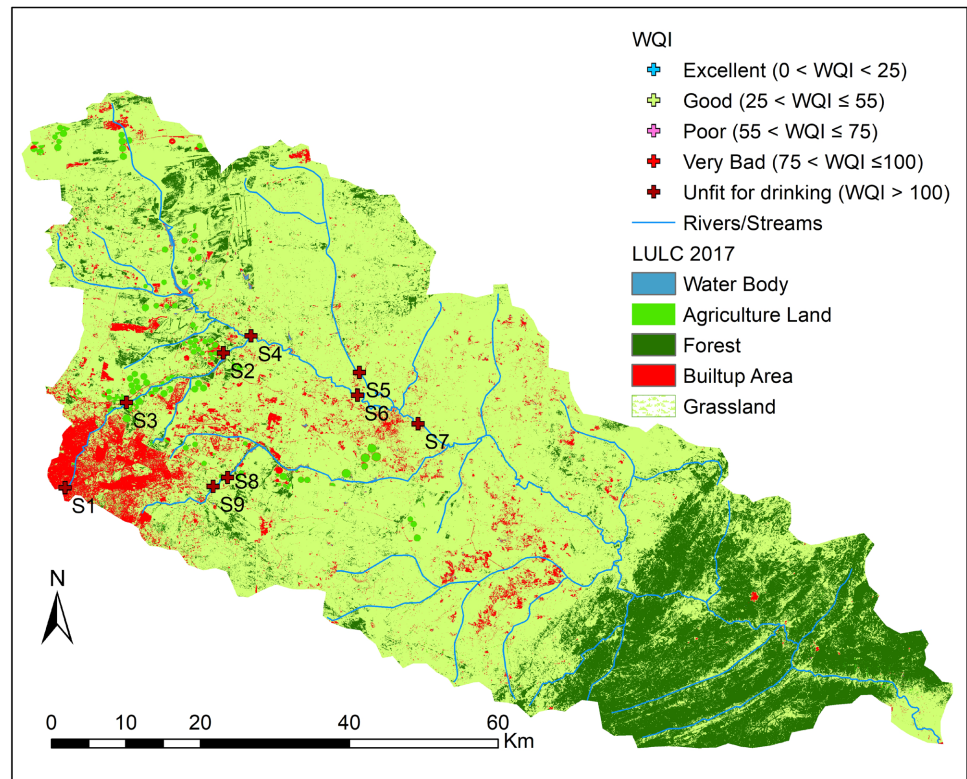 WQI
Excellent (0 < WQI < 25)
Good (25 < WQI ≤ 55)
Poor (55 < WQI ≤ 75)
Very Bad (75 < WQI ≤100)
Unfit for drinking (WQI > 100)
Rivers/Streams
LULC 2017
Water Body
Agriculture Land
Forest
Builtup Area
Grassland
S4
S2
S5
S3
S6
S7
S8
S1
S9
N
0 10 20 40 60
Km